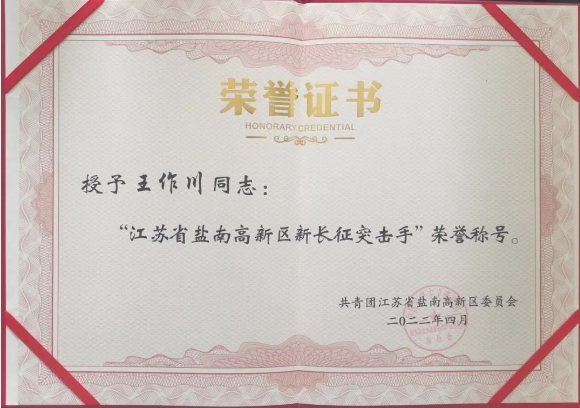 荣誉证书
HONORARY CREDENTIAL
授予王作川同志：
“江苏省盐南高新区新长征突击手”荣誉称号。
共青团江苏省盐南高新区委员会
二〇二二年四月